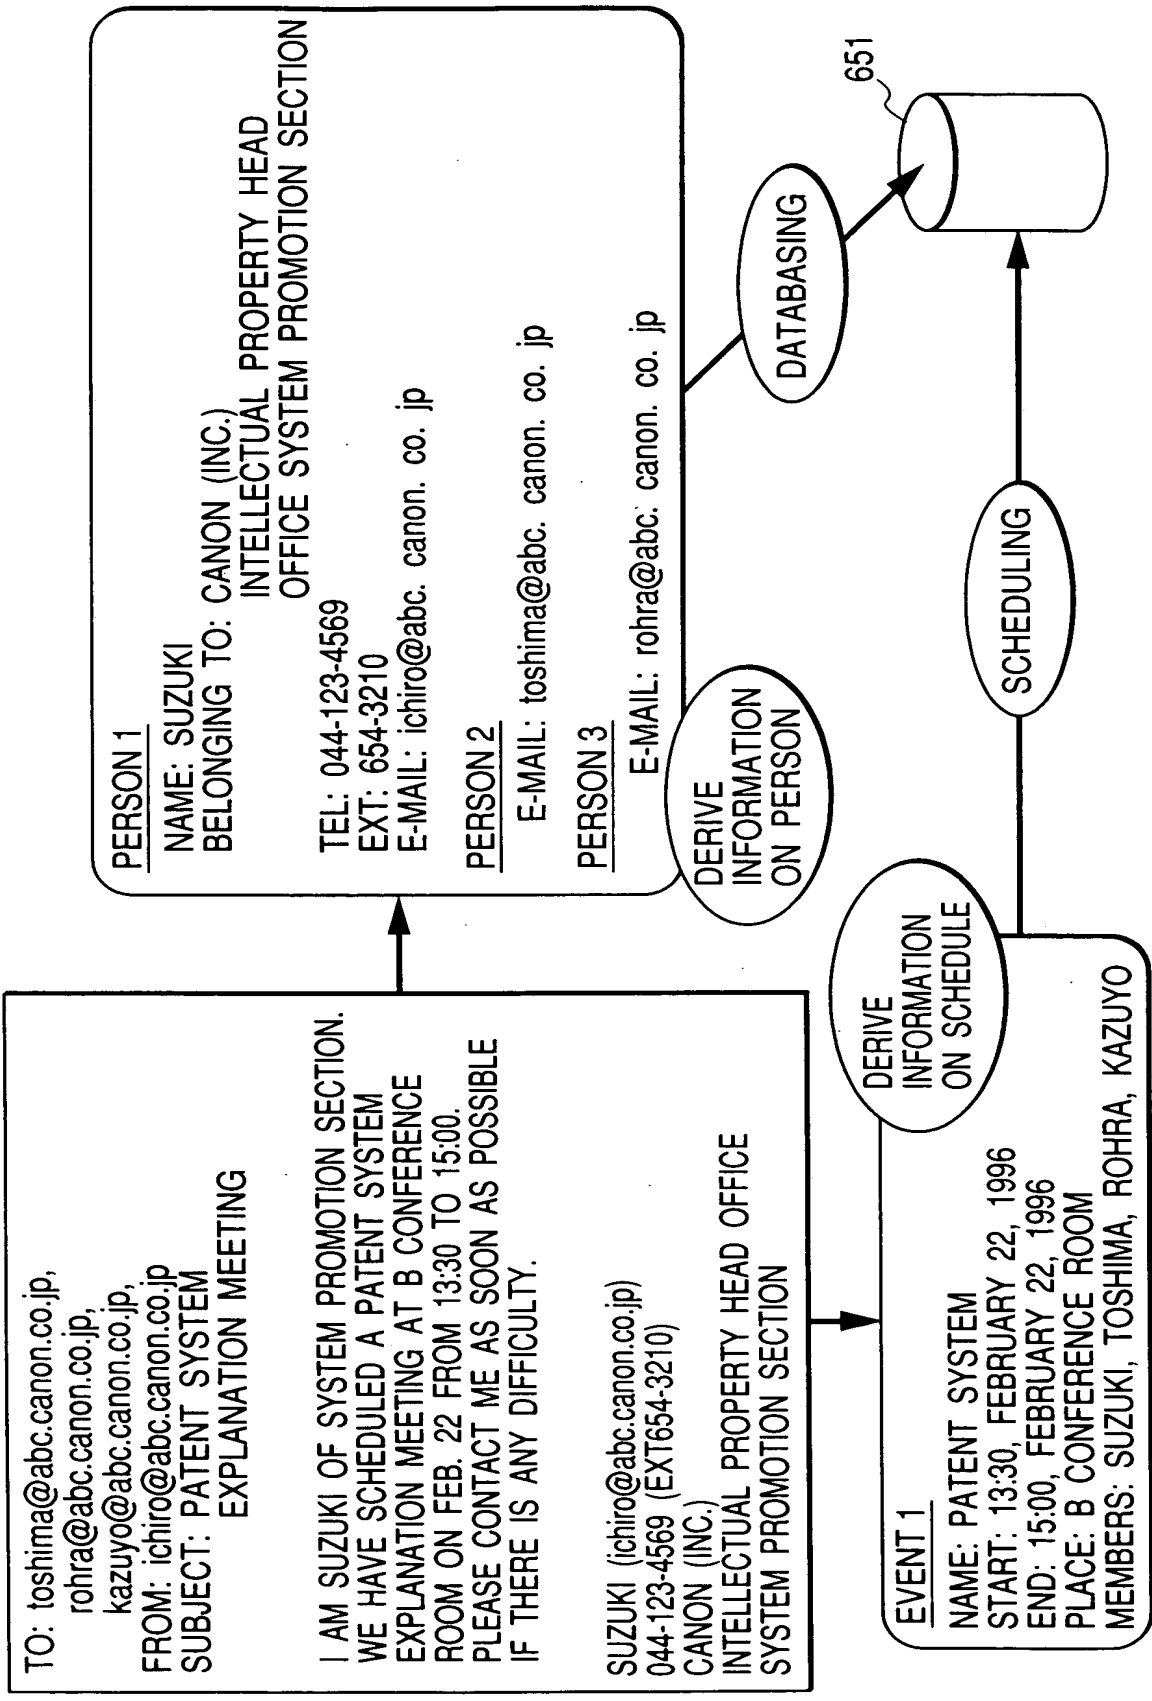 TO: toshima@abc.canon.co.jp,
rohra@abc.canon.co.jp,
kazuyo@abc.canon.co.jp,
FROM: ichiro@abc.canon.co.jp
SUBJECT: PATENT SYSTEM
EXPLANATION MEETING
I AM SUZUKI OF SYSTEM PROMOTION SECTION.
WE HAVE SCHEDULED A PATENT SYSTEM
EXPLANATION MEETING AT B CONFERENCE
ROOM ON FEB. 22 FROM 13:30 TO 15:00.
PLEASE CONTACT ME AS SOON AS POSSIBLE
IF THERE IS ANY DIFFICULTY.
SUZUKI (ichiro@abc.canon.co.jp)
044-123-4569 (EXT654-3210)
CANON (INC.)
INTELLECTUAL PROPERTY HEAD OFFICE
SYSTEM PROMOTION SECTION
PERSON 1
NAME: SUZUKI
BELONGING TO: CANON (INC.)
INTELLECTUAL PROPERTY HEAD
OFFICE SYSTEM PROMOTION SECTION
TEL: 044-123-4569
EXT: 654-3210
E-MAIL: ichiro@abc. canon. co. jp
PERSON 2
E-MAIL: toshima@abc. canon. co. jp
PERSON 3
E-MAIL: rohra@abc. canon. co. jp
DERIVE
INFORMATION
ON PERSON
DATABASING
651
EVENT 1
NAME: PATENT SYSTEM
START: 13:30, FEBRUARY 22, 1996
END: 15:00, FEBRUARY 22, 1996
PLACE: B CONFERENCE ROOM
MEMBERS: SUZUKI, TOSHIMA, ROHRA, KAZUYO
DERIVE
INFORMATION
ON SCHEDULE
SCHEDULING